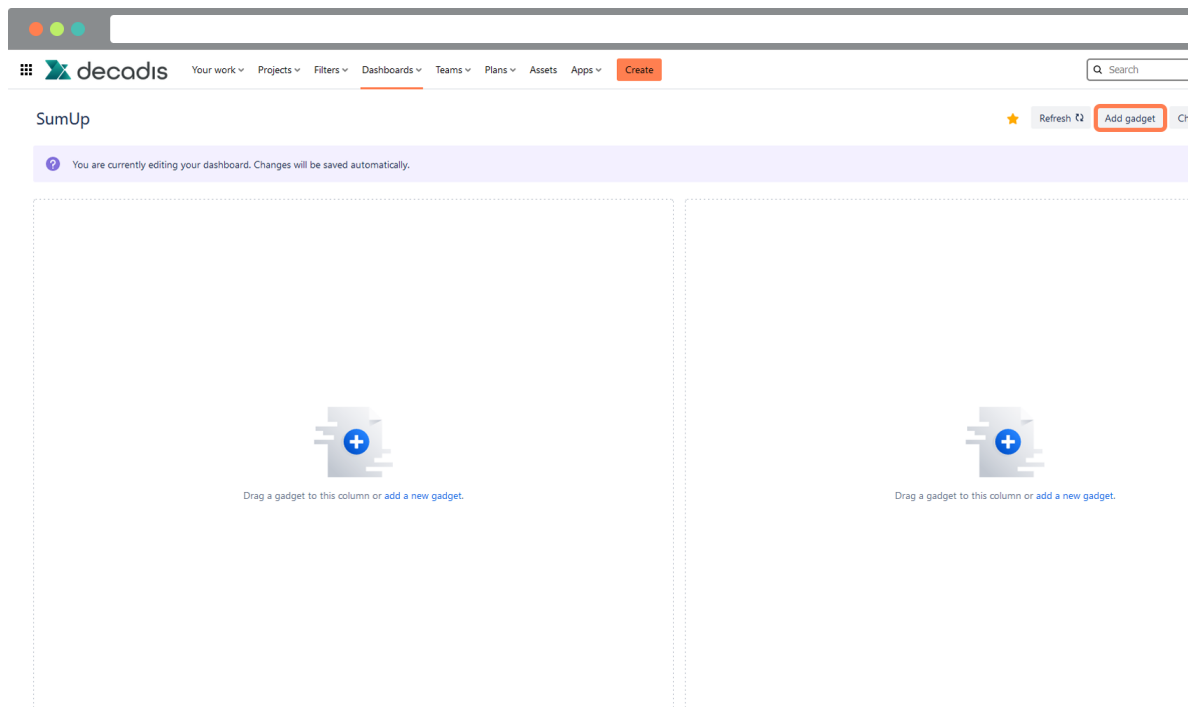 decadis Your work Projects Filters Dashboards Teams Plans Assets Apps Create Search
SumUp Refresh Add gadget Ch
You are currently editing your dashboard. Changes will be saved automatically.
Drag a gadget to this column or add a new gadget.
Drag a gadget to this column or add a new gadget.